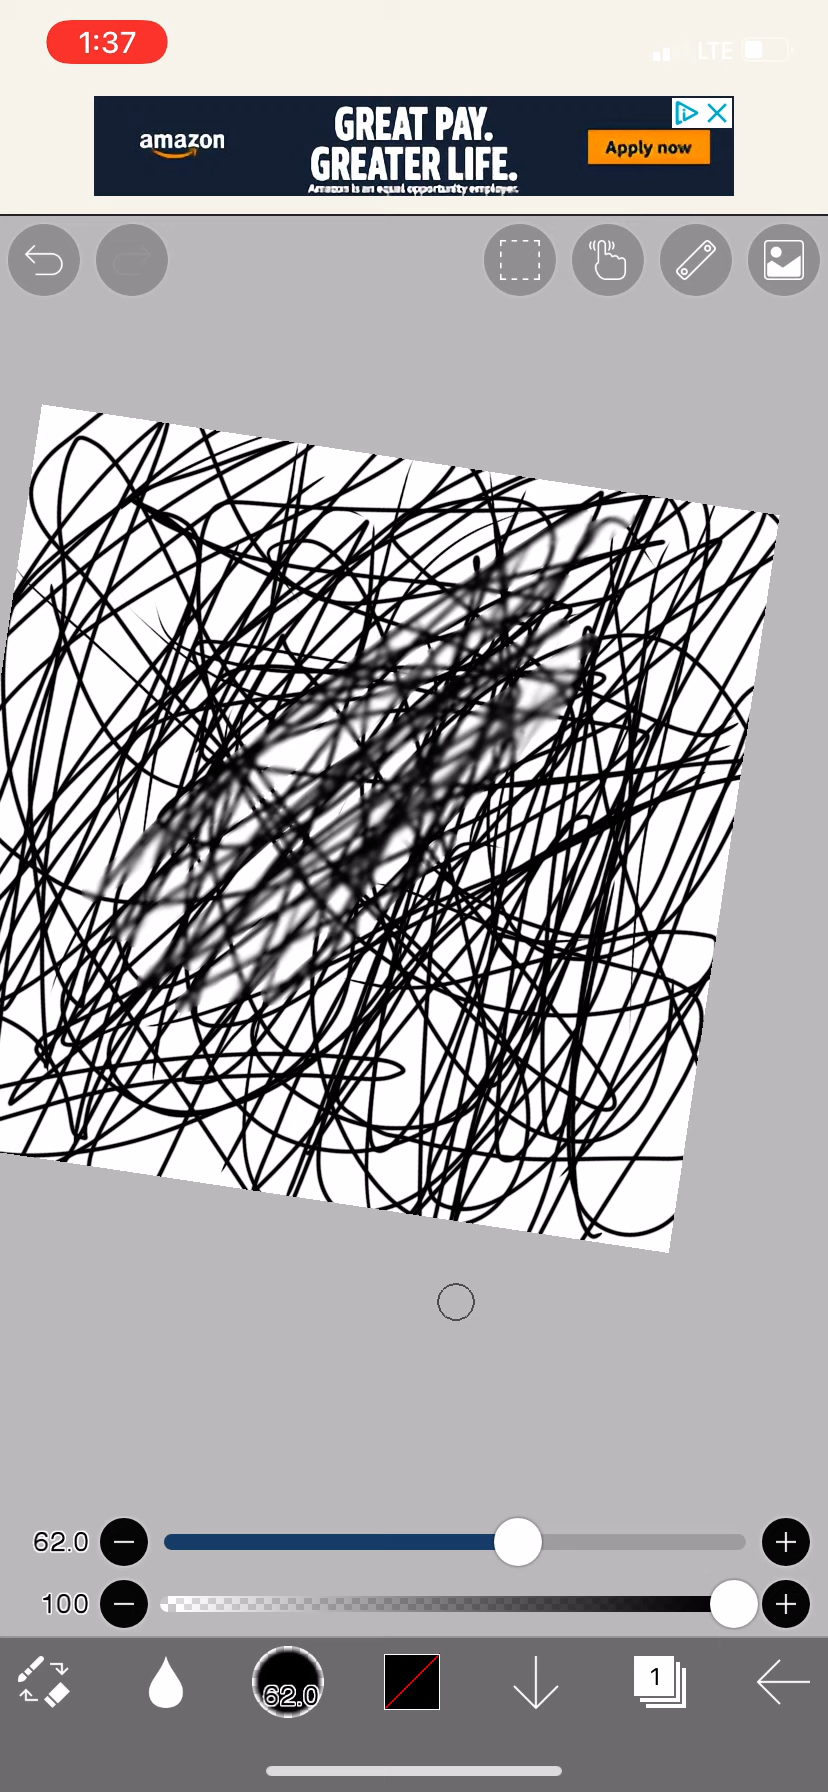 1:37
LTE
amazon
GREAT PAY.
GREATER LIFE.
Amazon is an equal opportunity employer.
Apply now
62.0
100
62.0
1